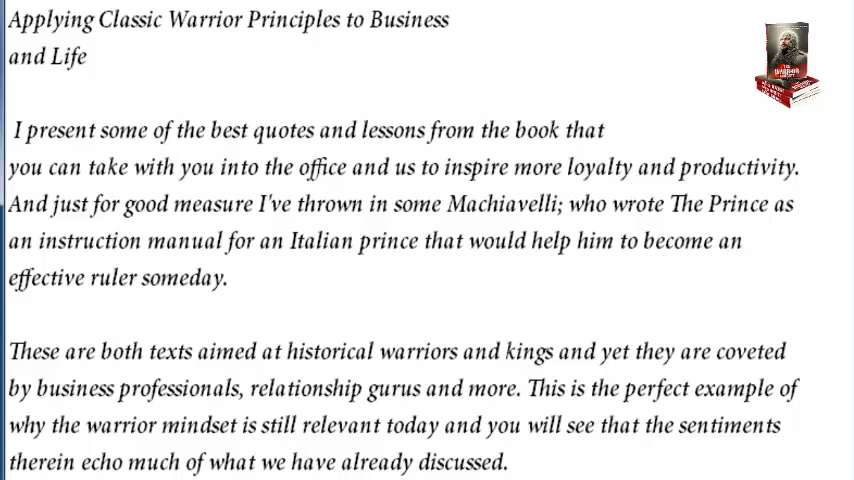 Applying Classic Warrior Principles to Business
and Life
I present some of the best quotes and lessons from the book that
you can take with you into the office and us to inspire more loyalty and productivity.
And just for good measure I've thrown in some Machiavelli; who wrote The Prince as
an instruction manual for an Italian prince that would help him to become an
effective ruler someday.
These are both texts aimed at historical warriors and kings and yet they are coveted
by business professionals, relationship gurus and more. This is the perfect example of
why the warrior mindset is still relevant today and you will see that the sentiments
therein echo much of what we have already discussed.
THE
WARRIOR